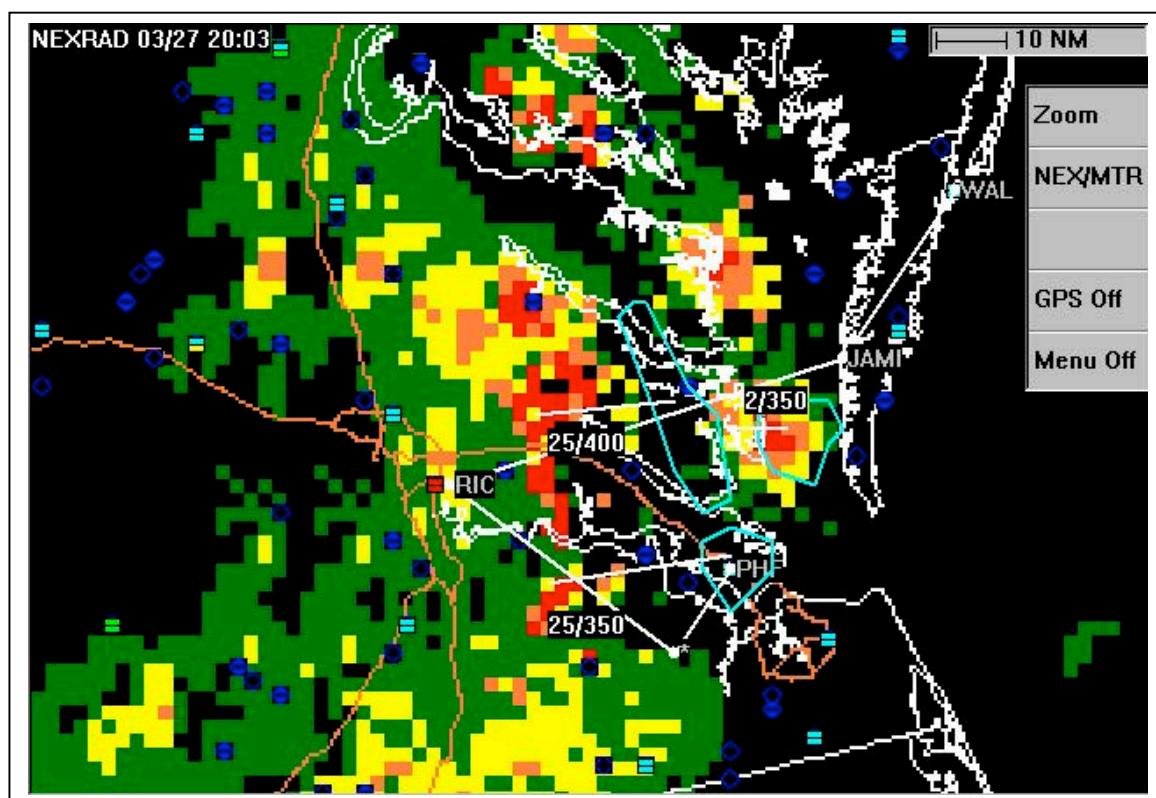 NEXRAD 03/27 20:03
10 NM
Zoom
NEX/MTR
WAL
GPS Off
JAMI
Menu Off
2/350
25/400
RIC
PHF
25/350